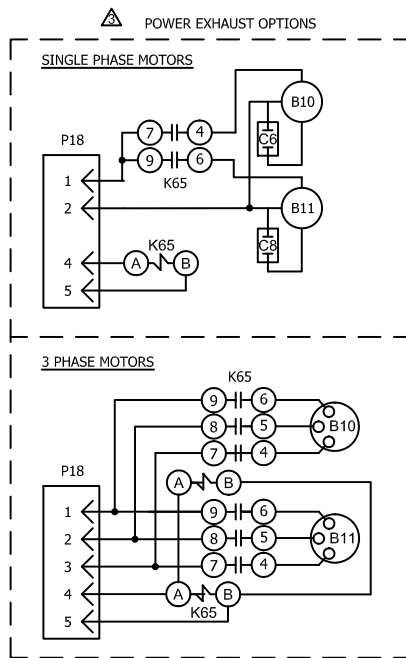 3 POWER EXHAUST OPTIONS
SINGLE PHASE MOTORS
P18
1
2
4
5
7
4
9
6
K65
B10
C6
B11
C8
K65
A
B
3 PHASE MOTORS
K65
9
6
8
5
7
4
B10
P18
1
2
3
4
5
A
B
9
6
8
5
7
4
B11
A
B
K65